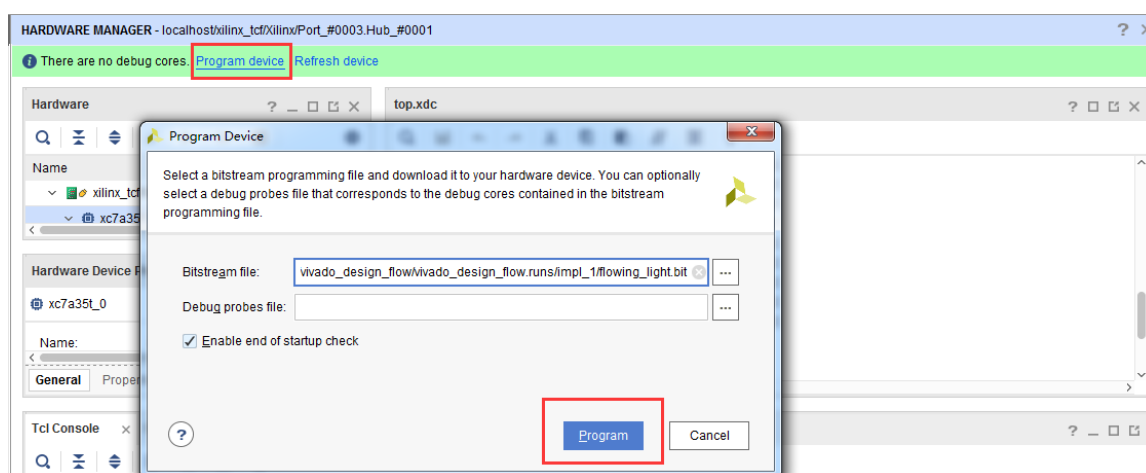 HARDWARE MANAGER - localhost/xilinx_tcf/Xilinx/Port_#0003.Hub_#0001
There are no debug cores. Program device Refresh device
Hardware
top.xdc
Program Device
Name
Select a bitstream programming file and download it to your hardware device. You can optionally
select a debug probes file that corresponds to the debug cores contained in the bitstream
programming file.
xilinx_tcf
xc7a35
Hardware Device P
Bitstream file: vivado_design_flow/vivado_design_flow.runs/impl_1/flowing_light.bit
xc7a35t_0
Debug probes file:
Enable end of startup check
Name:
General Proper
Tcl Console
Program Cancel